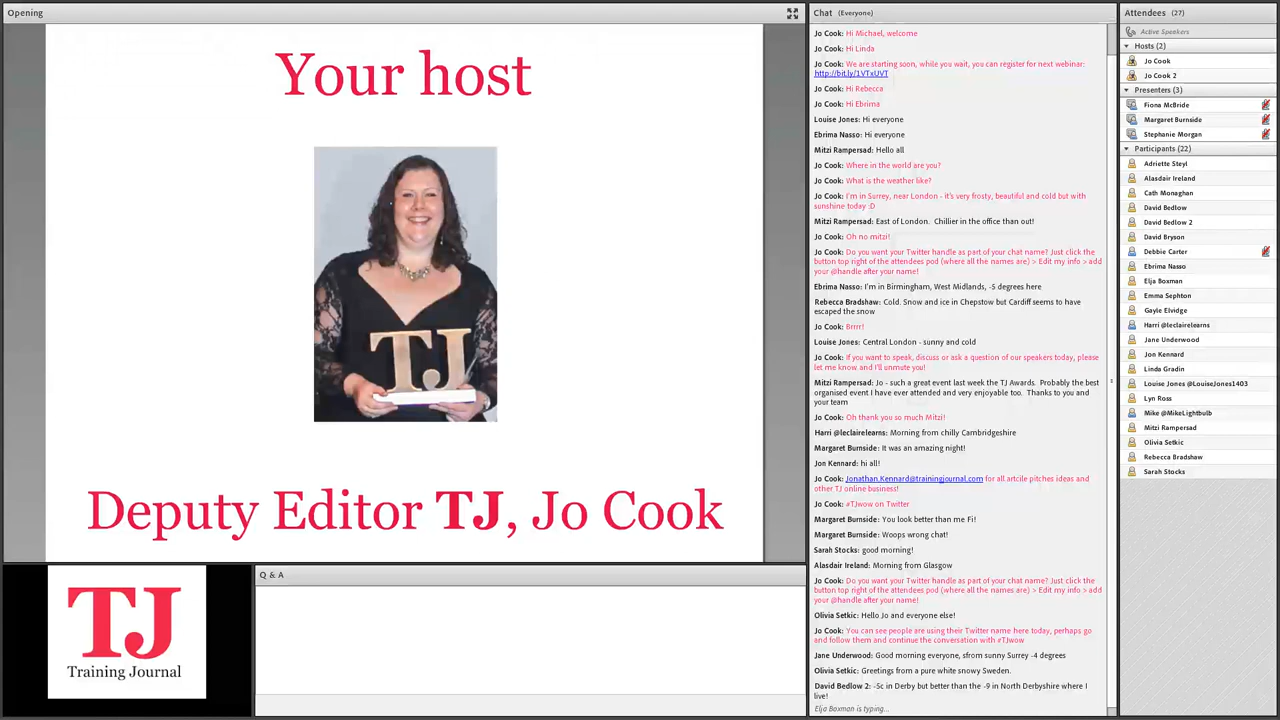 Opening
Your host
TJ
Deputy Editor TJ, Jo Cook
TJ
Training Journal
Q & A
Chat (Everyone)
Jo Cook: Hi Michael, welcome
Jo Cook: Hi Linda
Jo Cook: We are starting soon, while you wait, you can register for next webinar:
http://bit.ly/1VTxUVT
Jo Cook: Hi Rebecca
Jo Cook: Hi Ebrima
Louise Jones: Hi everyone
Ebrima Nasso: Hi everyone
Mitzi Rampersad: Hello all
Jo Cook: Where in the world are you?
Jo Cook: What is the weather like?
Jo Cook: I'm in Surrey, near London - it's very frosty, beautiful and cold but with
sunshine today :D
Mitzi Rampersad: East of London. Chillier in the office than out!
Jo Cook: Oh no mitzi!
Jo Cook: Do you want your Twitter handle as part of your chat name? Just click the
button top right of the attendees pod (where all the names are) > Edit my info > add
your @handle after your name!
Ebrima Nasso: I'm in Birmingham, West Midlands, -5 degrees here
Rebecca Bradshaw: Cold. Snow and ice in Chepstow but Cardiff seems to have
escaped the snow
Jo Cook: Brrr!
Louise Jones: Central London - sunny and cold
Jo Cook: If you want to speak, discuss or ask a question of our speakers today, please
let me know and I'll unmute you!
Mitzi Rampersad: Jo - such a great event last week the TJ Awards. Probably the best
organised event I have ever attended and very enjoyable too. Thanks to you and
your team
Jo Cook: Oh thank you so much Mitzi!
Harri @leclairelearns: Morning from chilly Cambridgeshire
Margaret Burnside: It was an amazing night!
Jon Kennard: hi all!
Jo Cook: Jonathan.Kennard@trainingjournal.com for all artcile pitches ideas and
other TJ online business!
Jo Cook: #TJwow on Twitter
Margaret Burnside: You look better than me Fi!
Margaret Burnside: Woops wrong chat!
Sarah Stocks: good morning!
Alasdair Ireland: Morning from Glasgow
Jo Cook: Do you want your Twitter handle as part of your chat name? Just click the
button top right of the attendees pod (where all the names are) > Edit my info > add
your @handle after your name!
Olivia Setkic: Hello Jo and everyone else!
Jo Cook: You can see people are using their Twitter name here today, perhaps go
and follow them and continue the conversation with #TJwow
Jane Underwood: Good morning everyone, sfrom sunny Surrey -4 degrees
Olivia Setkic: Greetings from a pure white snowy Sweden.
David Bedlow 2: -5c in Derby but better than the -9 in North Derbyshire where I
live!
Elja Boxman is typing...
Attendees (27)
Active Speakers
Hosts (2)
Jo Cook
Jo Cook 2
Presenters (3)
Fiona McBride
Margaret Burnside
Stephanie Morgan
Participants (22)
Adriette Steyl
Alasdair Ireland
Cath Monaghan
David Bedlow
David Bedlow 2
David Bryson
Debbie Carter
Ebrima Nasso
Elja Boxman
Emma Sephton
Gayle Elvidge
Harri @leclairelearns
Jane Underwood
Jon Kennard
Linda Gradin
Louise Jones @LouiseJones1403
Lyn Ross
Mike @MikeLightbulb
Mitzi Rampersad
Olivia Setkic
Rebecca Bradshaw
Sarah Stocks